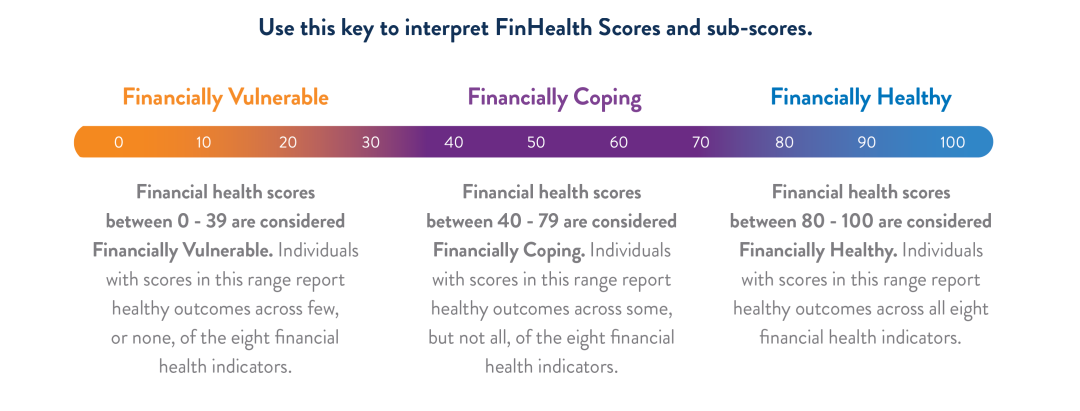 Use this key to interpret FinHealth Scores and sub-scores.
Financially Vulnerable
Financially Coping
Financially Healthy
0 10 20 30 40 50 60 70 80 90 100
Financial health scores
between 0 - 39 are considered
Financially Vulnerable. Individuals
with scores in this range report
healthy outcomes across few,
or none, of the eight financial
health indicators.
Financial health scores
between 40 - 79 are considered
Financially Coping. Individuals
with scores in this range report
healthy outcomes across some,
but not all, of the eight financial
health indicators.
Financial health scores
between 80 - 100 are considered
Financially Healthy. Individuals
with scores in this range report
healthy outcomes across all eight
financial health indicators.